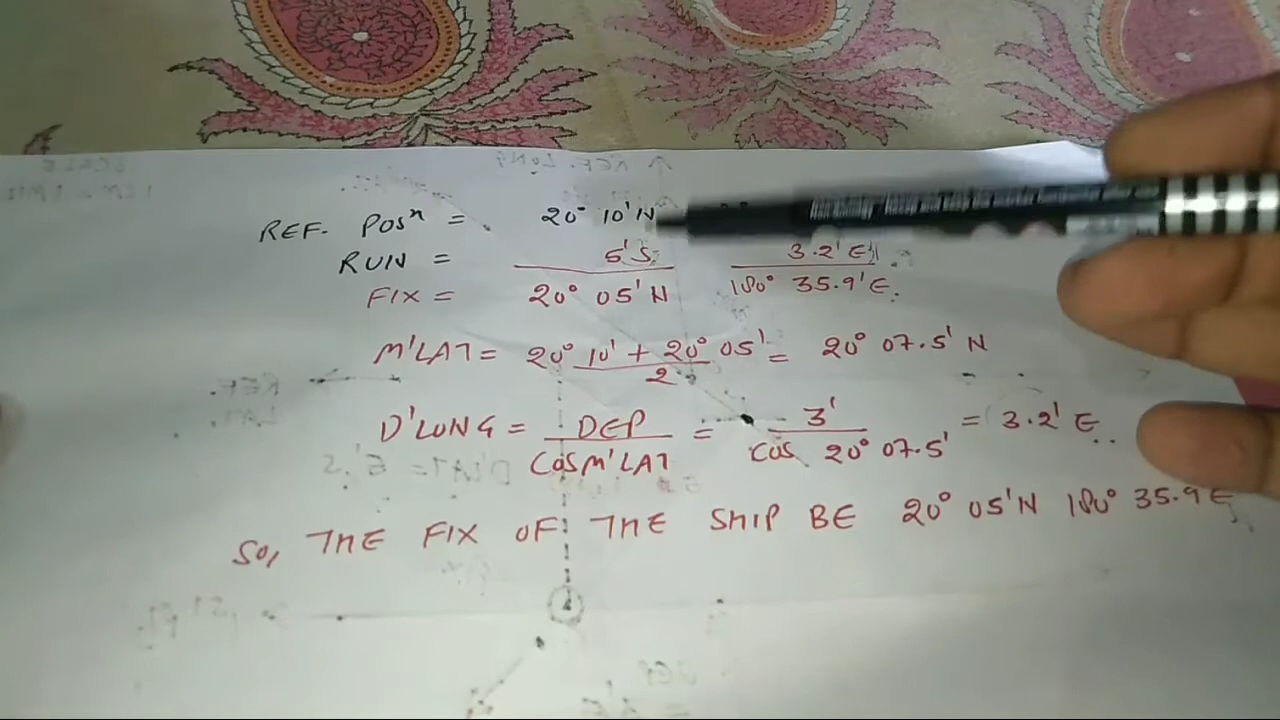 REF. POSⁿ = 20° 10' N
RUN = 5' S 3.2' E
FIX = 20° 05' N 180° 35.9' E.
M'LAT = 20° 10' + 20° 05' / 2 = 20° 07.5' N
D'LONG = DEP / COS M'LAT = 3' / COS 20° 07.5' = 3.2' E
SO, THE FIX OF THE SHIP BE 20° 05' N 180° 35.9 E